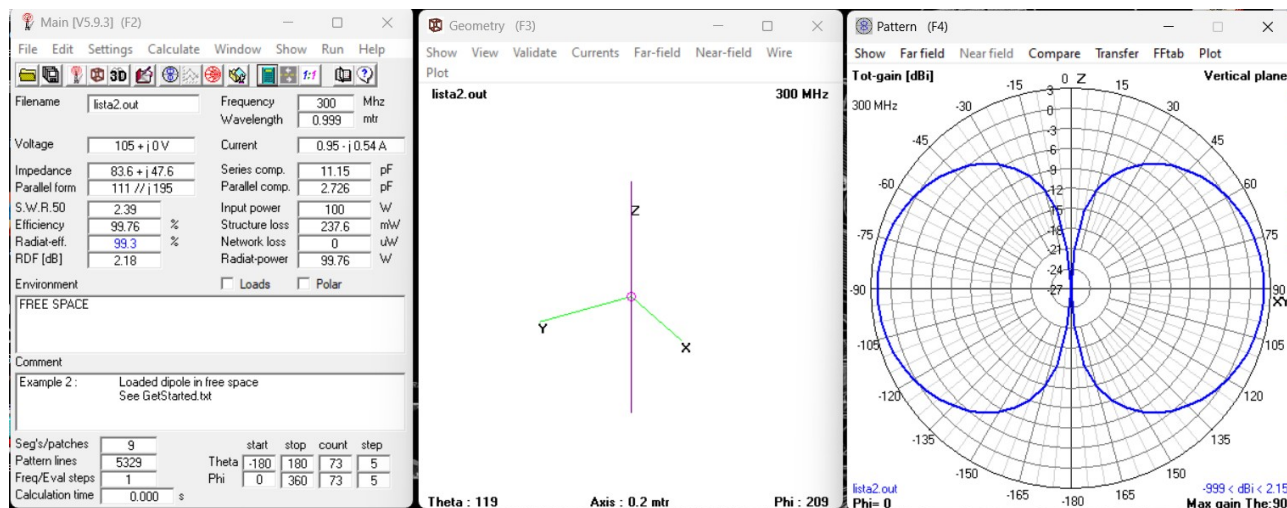 Main [V5.9.3] (F2)
File Edit Settings Calculate Window Show Run Help
3D 1:1
Filename lista2.out Frequency 300 Mhz
Wavelength 0.999 mtr
Voltage 105 + j 0 V Current 0.95 - j 0.54 A
Impedance 83.6 + j 47.6 Series comp. 11.15 pF
Parallel form 111 // j 195 Parallel comp. 2.726 pF
S.W.R.50 2.39 Input power 100 W
Efficiency 99.76 % Structure loss 237.6 mW
Radiat-eff. 99.3 % Network loss 0 uW
RDF [dB] 2.18 Radiat-power 99.76 W
Environment Loads Polar
FREE SPACE
Comment
Example 2 : Loaded dipole in free space
See GetStarted.txt
Seg's/patches 9 start stop count step
Pattern lines 5329 Theta -180 180 73 5
Freq/Eval steps 1 Phi 0 360 73 5
Calculation time 0.000 s
Geometry (F3)
Show View Validate Currents Far-field Near-field Wire
Plot
lista2.out 300 MHz
Z
Y
X
Theta : 119 Axis : 0.2 mtr Phi : 209
Pattern (F4)
Show Far field Near field Compare Transfer FFtab Plot
Tot-gain [dBi] 0 Z Vertical plane
300 MHz
-15 15
-30 30
-45 45
-60 60
-75 75
-90 90
-105 105
-120 120
-135 135
-150 150
-165 -180 165
3
0
-3
-6
-9
-12
-15
-18
-21
-24
-27
lista2.out -999 < dBi < 2.15
Phi= 0 Max gain The:90